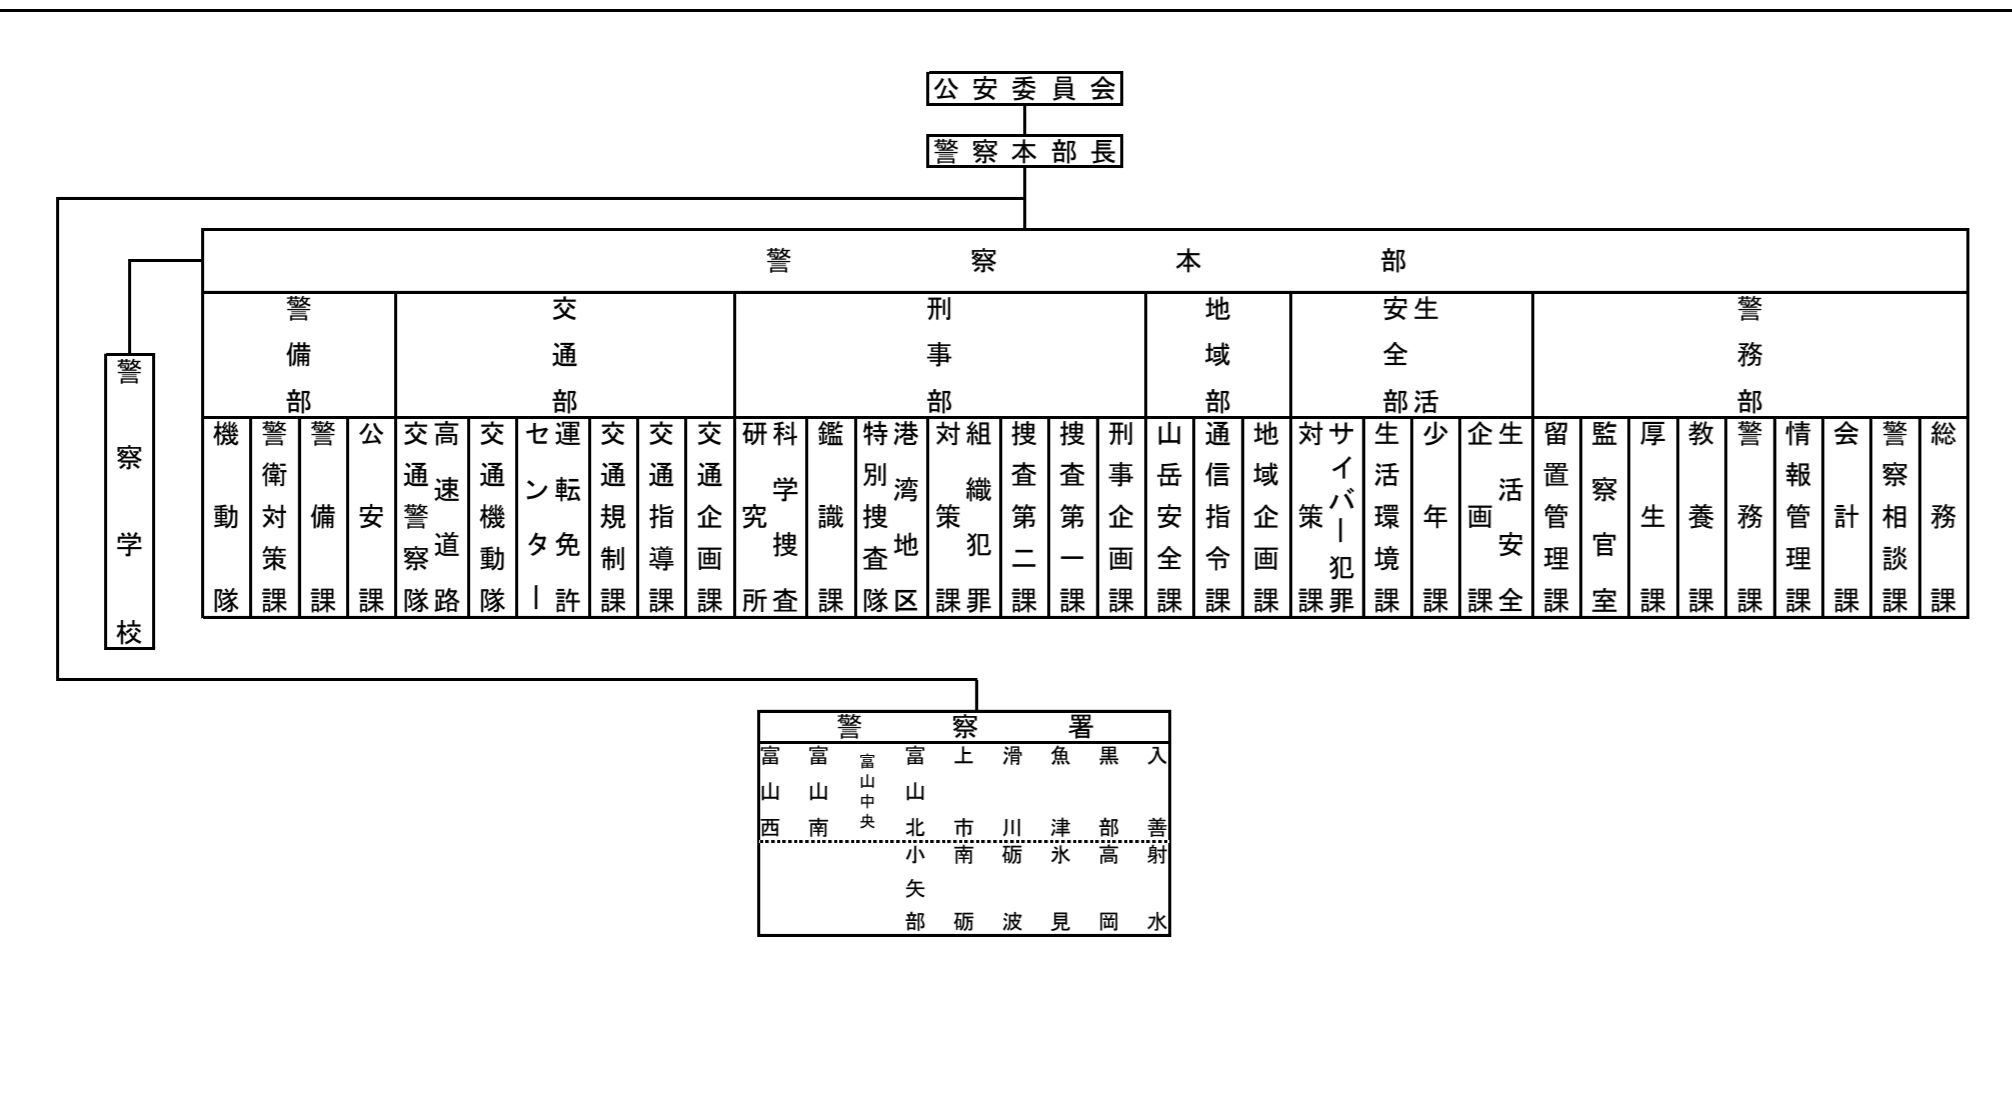 公安委員会
警察本部長
警察本部
警務部
生活安全部
地域部
刑事部
交通部
警備部
総務課
警察相談課
会計課
情報管理課
警務課
教養課
厚生課
監察官室
留置管理課
生活安全
企画課
少年課
生活環境課
サイバー犯罪
対策課
地域企画課
通信指令課
山岳安全課
刑事企画課
捜査第一課
捜査第二課
組織犯罪
対策課
港湾地区
特別捜査隊
鑑識課
科学捜査
研究所
交通企画課
交通指導課
交通規制課
運転免許
センター
交通機動隊
高速道路
交通警察隊
公安課
警備課
警衛対策課
機動隊
警察学校
警察署
入善
黒部
魚津
滑川
上市
富山北
富山中央
富山南
富山西
射水
高岡
氷見
砺波
南砺
小矢部